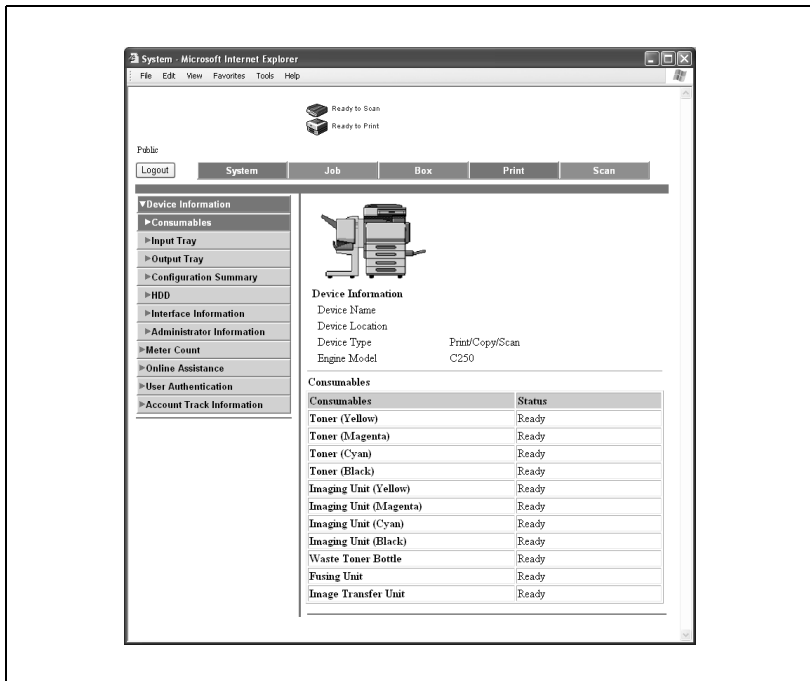 System - Microsoft Internet Explorer
File Edit View Favorites Tools Help
Ready to Scan
Ready to Print
Public
Logout System Job Box Print Scan
▼Device Information
▶Consumables
▶Input Tray
▶Output Tray
▶Configuration Summary
▶HDD
▶Interface Information
▶Administrator Information
▶Meter Count
▶Online Assistance
▶User Authentication
▶Account Track Information
Device Information
Device Name
Device Location
Device Type Print/Copy/Scan
Engine Model C250
Consumables
Consumables Status
Toner (Yellow) Ready
Toner (Magenta) Ready
Toner (Cyan) Ready
Toner (Black) Ready
Imaging Unit (Yellow) Ready
Imaging Unit (Magenta) Ready
Imaging Unit (Cyan) Ready
Imaging Unit (Black) Ready
Waste Toner Bottle Ready
Fusing Unit Ready
Image Transfer Unit Ready